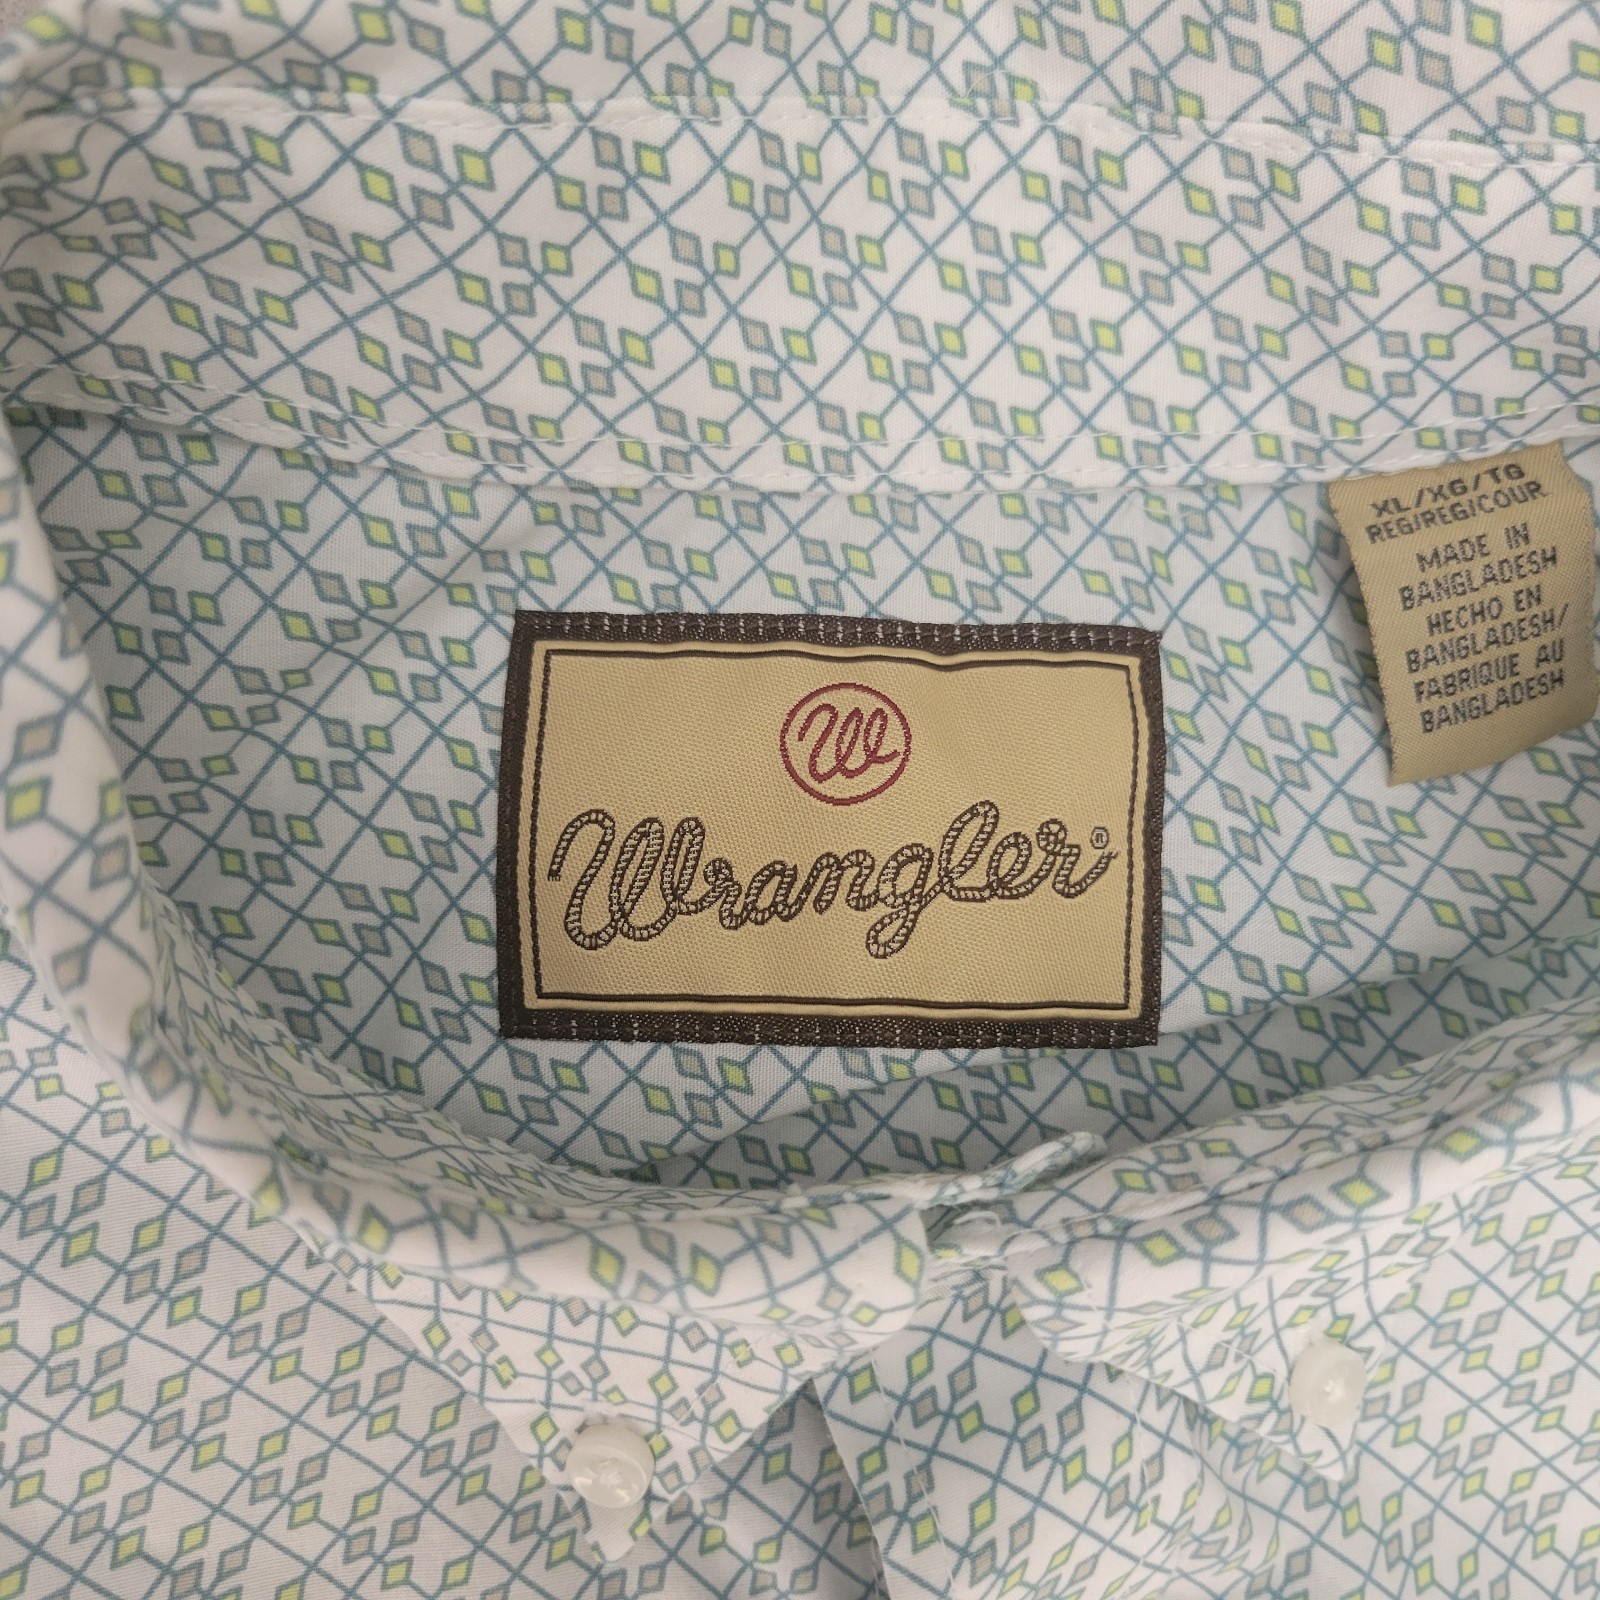 W
Wrangler®
XL/XG/TG
REG/REG/COUR
MADE IN
BANGLADESH
HECHO EN
BANGLADESH/
FABRIQUE AU
BANGLADESH